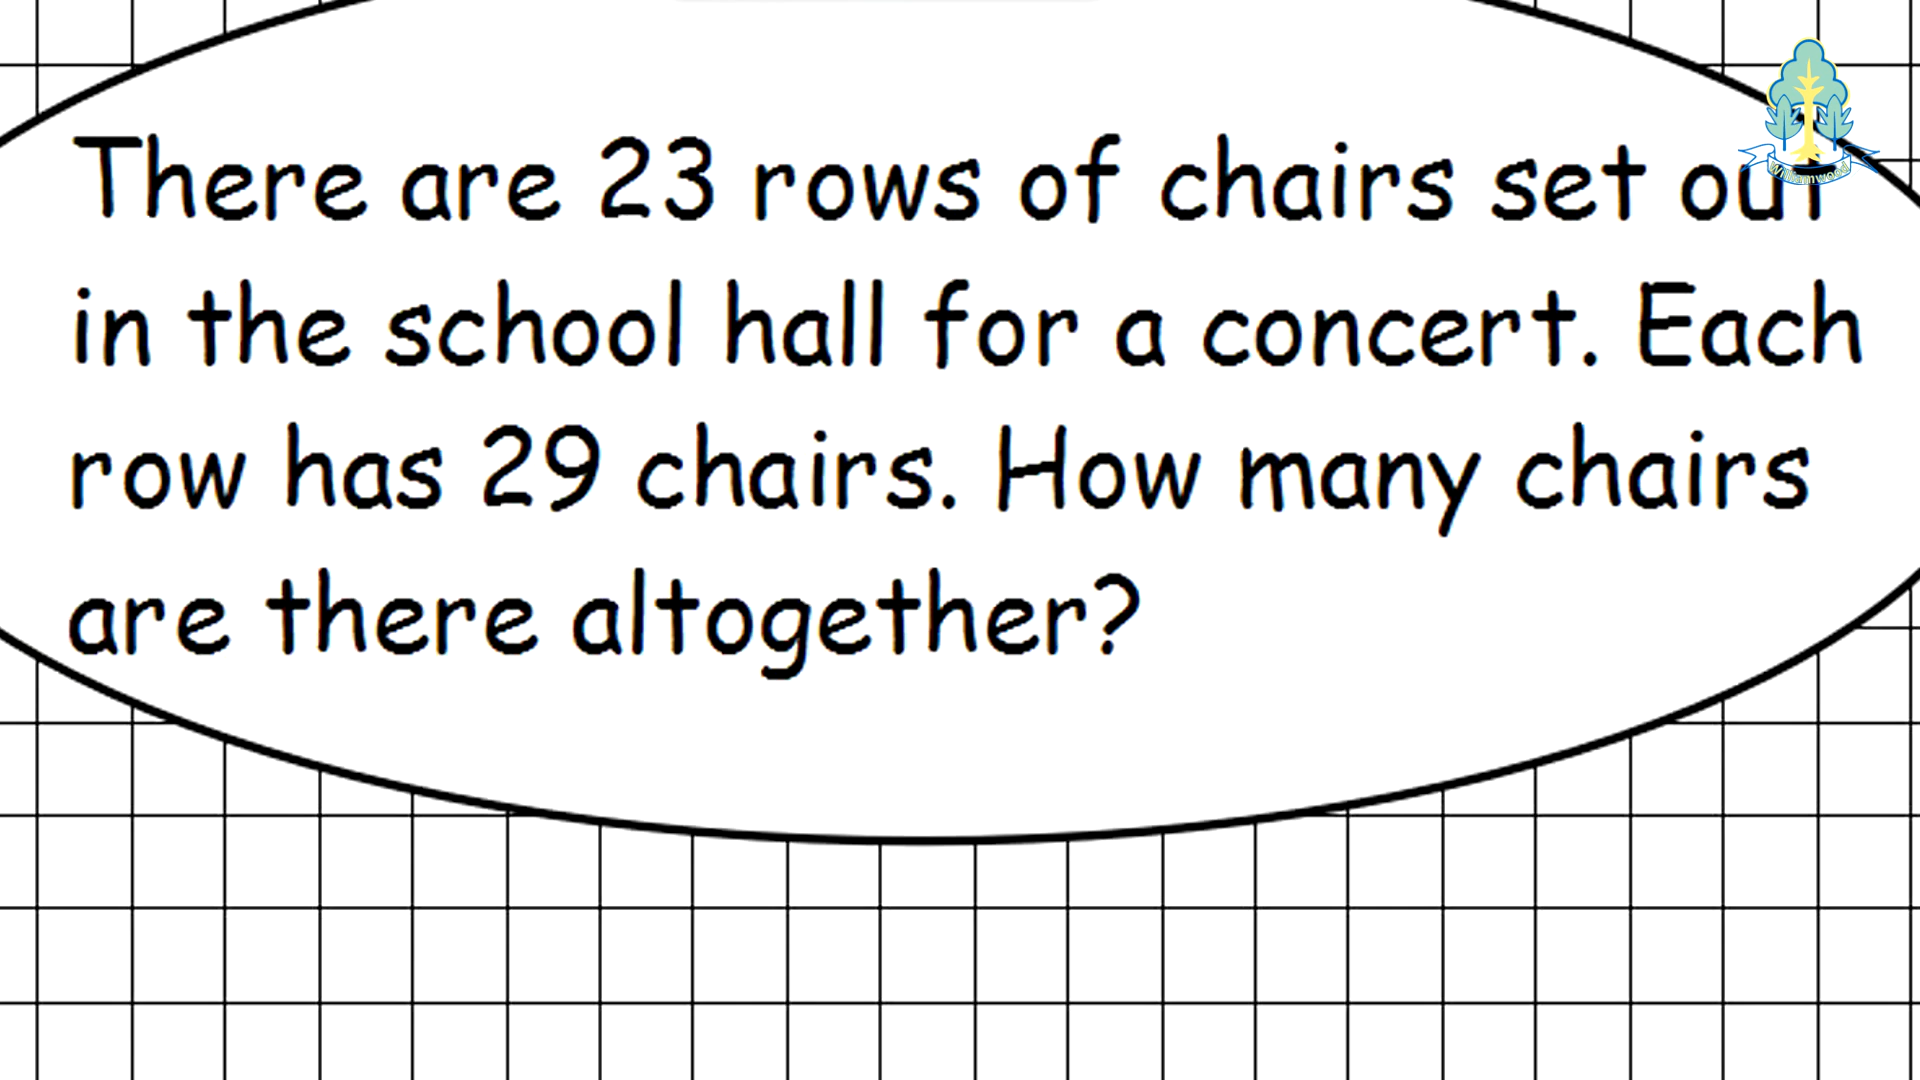 There are 23 rows of chairs set out
in the school hall for a concert. Each
row has 29 chairs. How many chairs
are there altogether?
Williamwood